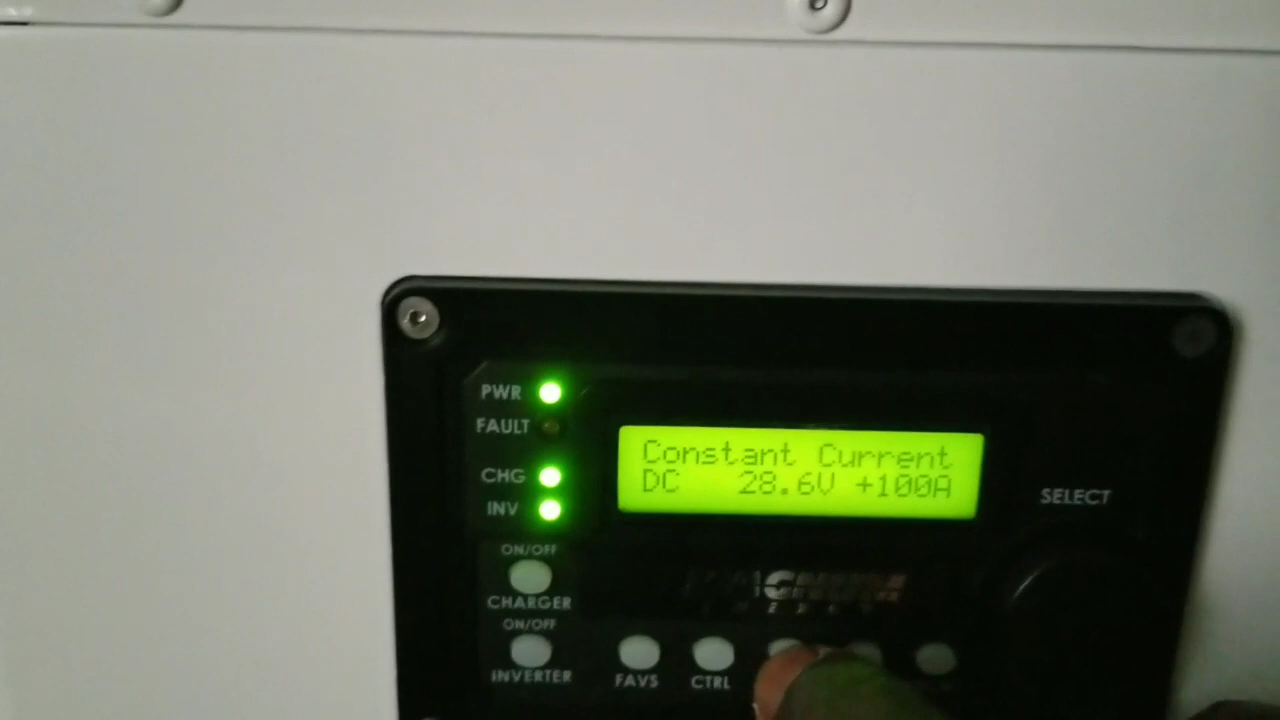 PWR
FAULT
Constant Current
DC 28.6V +100A
CHG
INV
SELECT
ON/OFF
CHARGER
ON/OFF
INVERTER
FAVS
CTRL